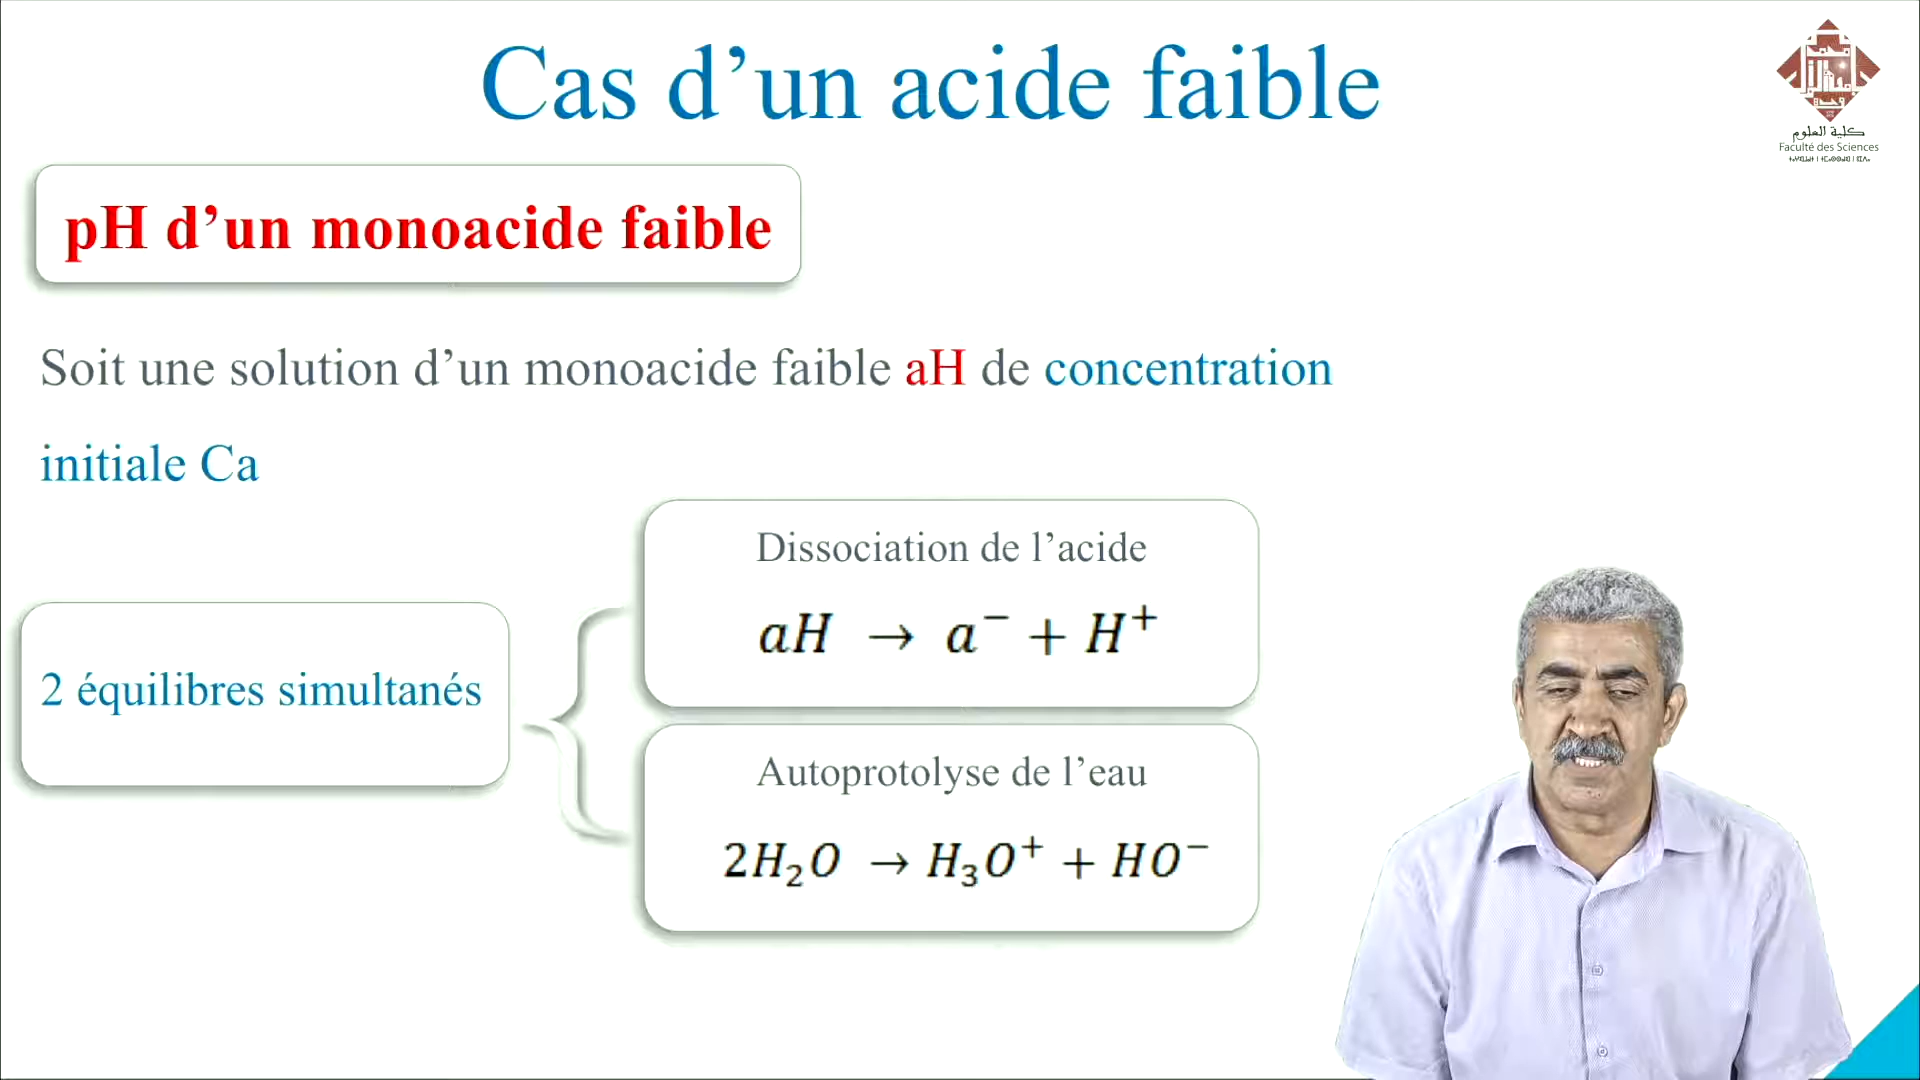 Cas d’un acide faible
كلية العلوم
Faculté des Sciences
pH d’un monoacide faible
Soit une solution d’un monoacide faible aH de concentration
initiale Ca
2 équilibres simultanés
Dissociation de l’acide
aH → a⁻ + H⁺
Autoprotolyse de l’eau
2H₂O → H₃O⁺ + HO⁻